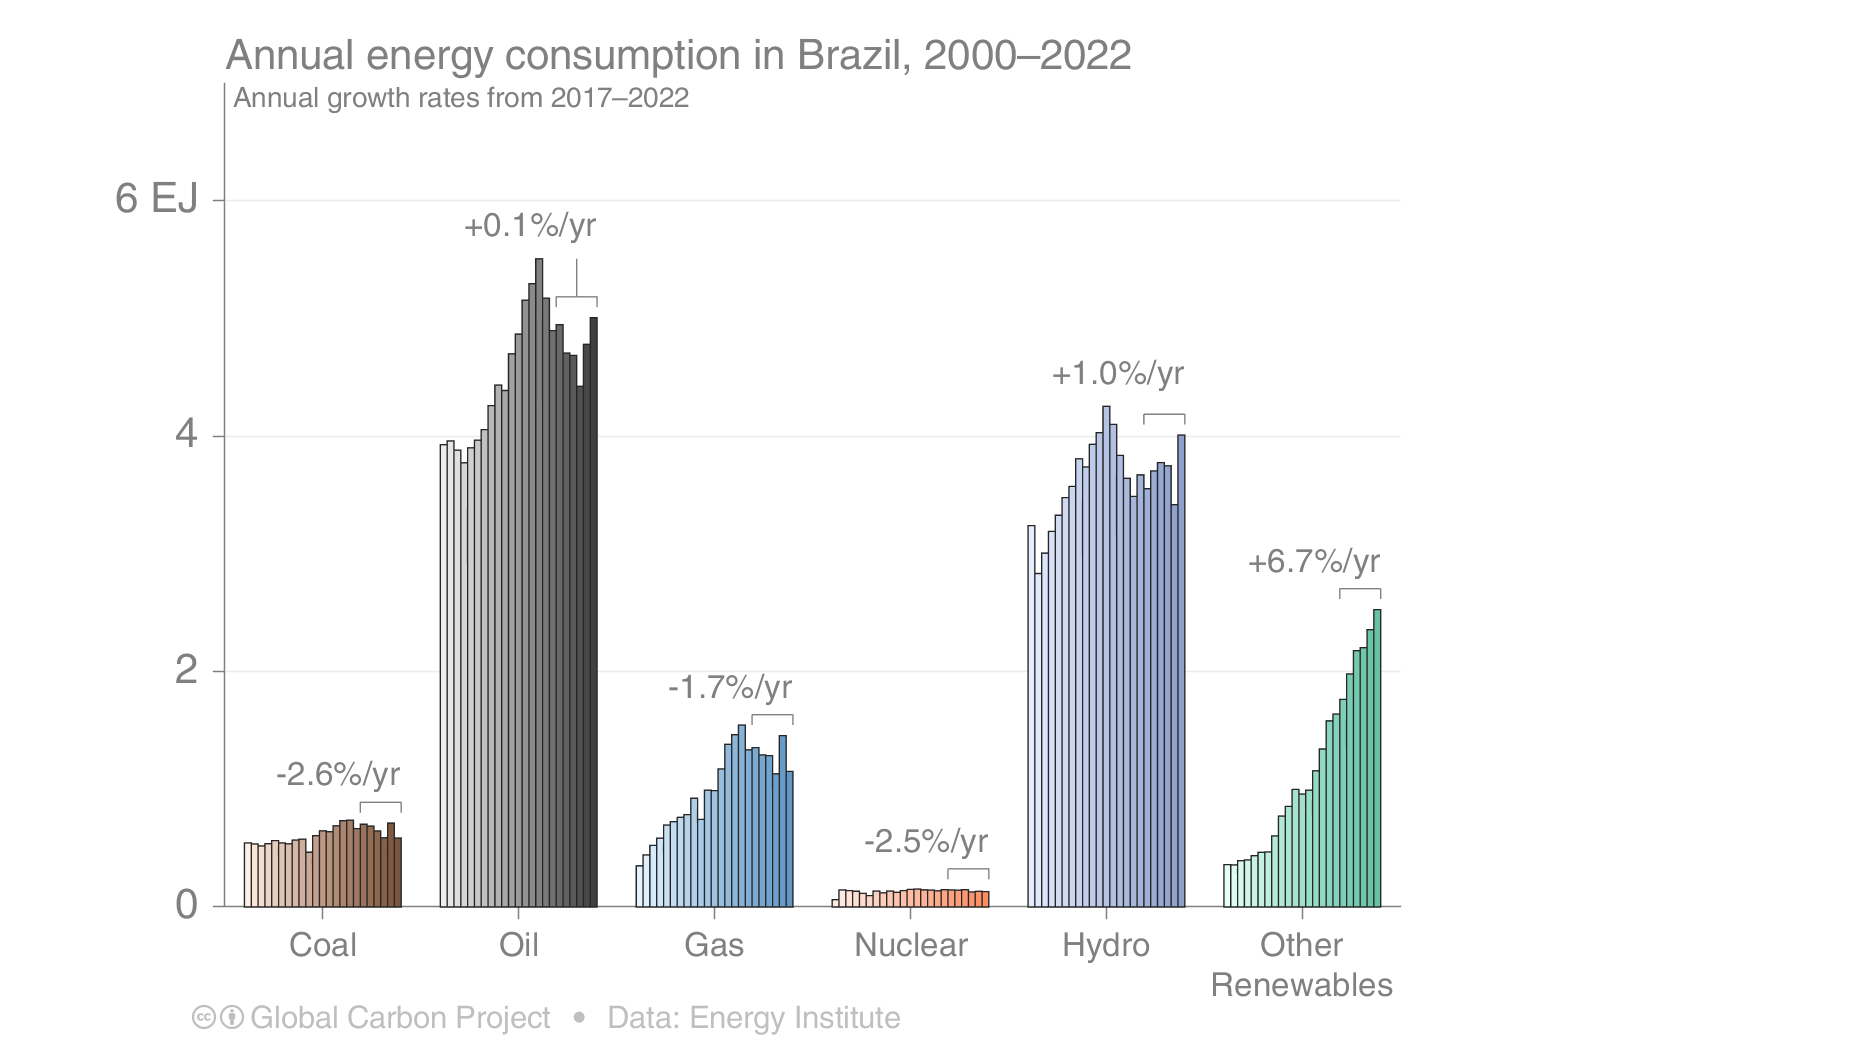 Annual energy consumption in Brazil, 2000–2022
Annual growth rates from 2017–2022
6 EJ
+0.1%/yr
+1.0%/yr
4
+6.7%/yr
2
-1.7%/yr
-2.6%/yr
-2.5%/yr
0
Coal
Oil
Gas
Nuclear
Hydro
Other
Renewables
cc Global Carbon Project • Data: Energy Institute